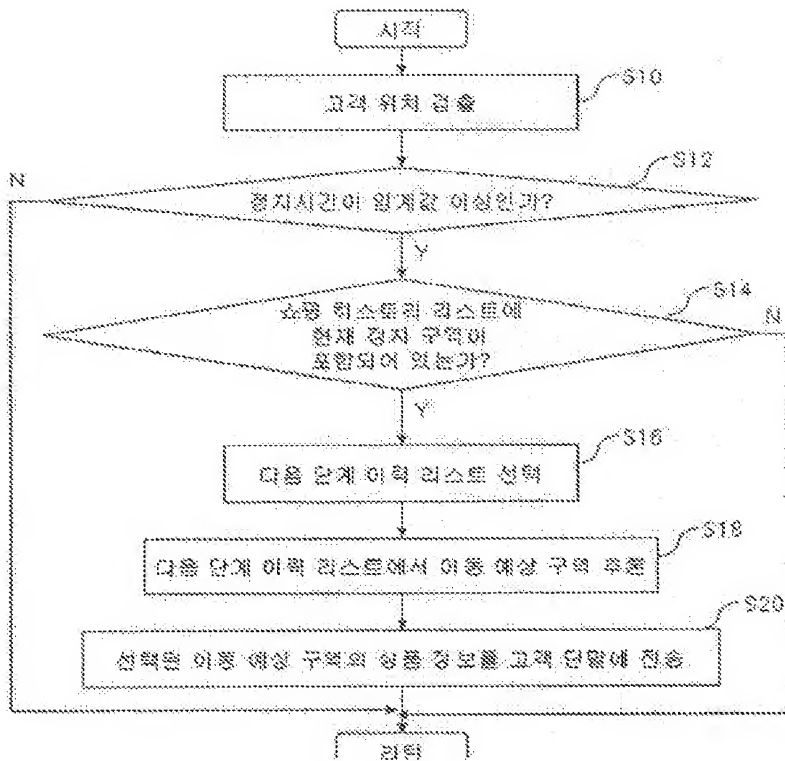 시작
S10
고객 위치 검출
S12
N
정지시간이 임계값 이상인가?
Y
S14
쇼핑 히스토리 리스트에
N
현재 정지 구역이
포함되어 있는가?
Y
S16
다음 단계 이력 리스트 선택
S18
다음 단계 이력 리스트에서 이동 예상 구역 추론
S20
선택된 이동 예상 구역의 상품 정보를 고객 단말에 전송
리턴